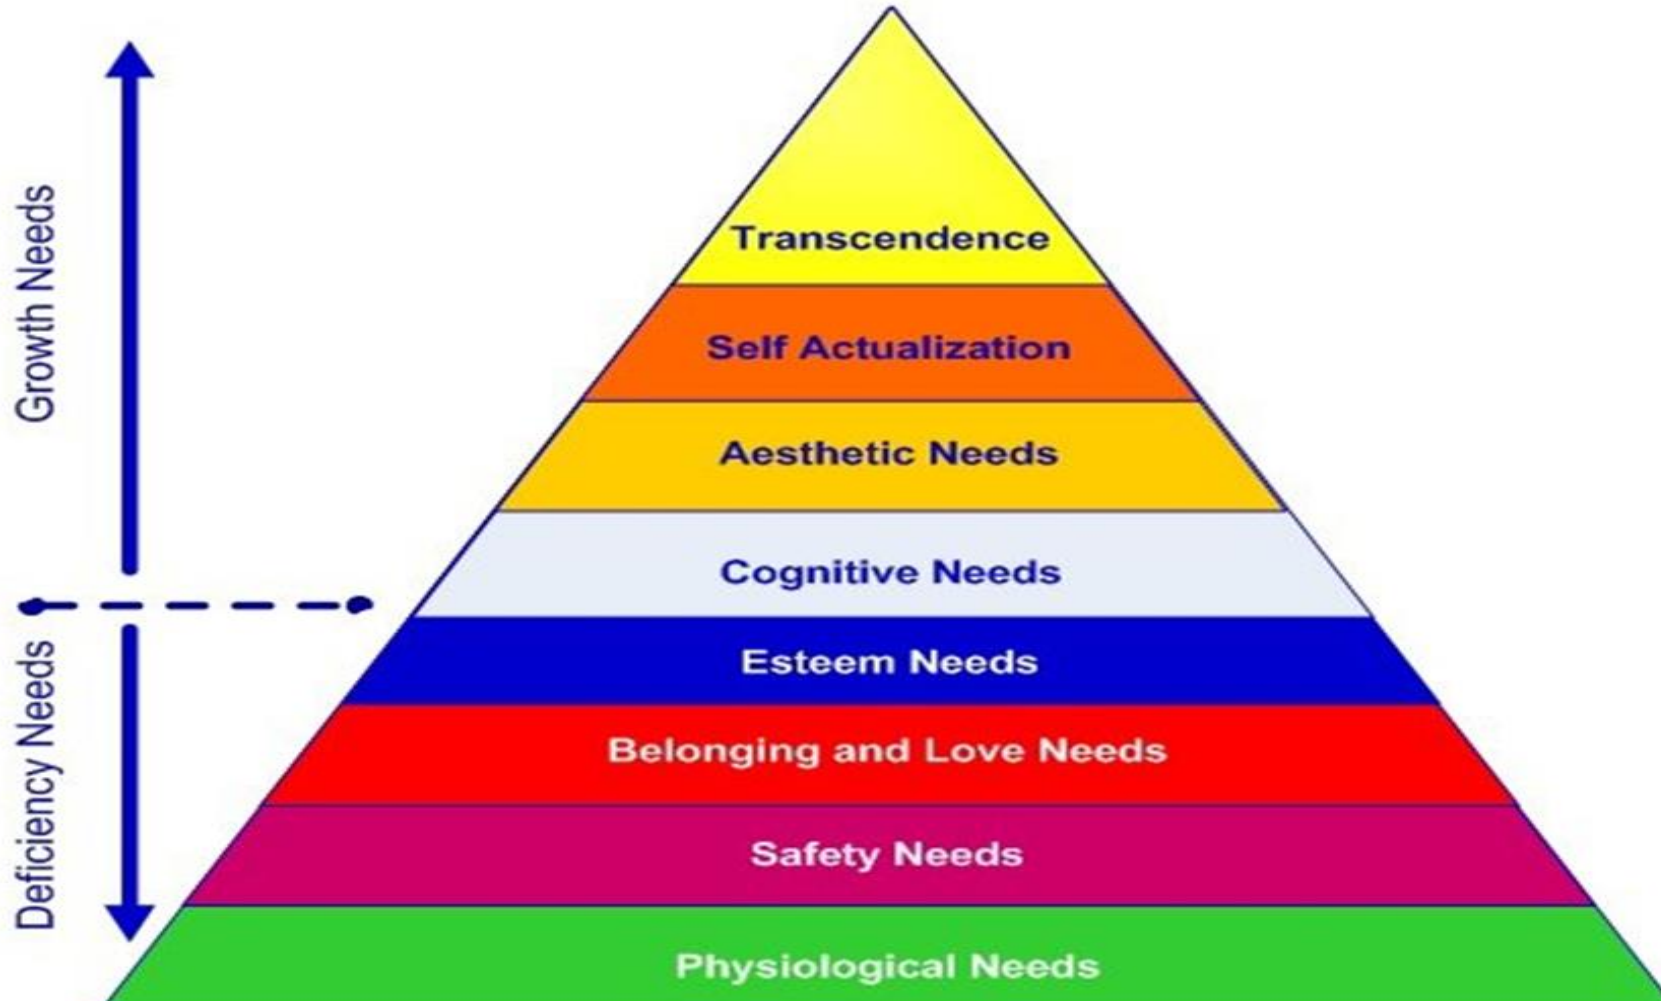 Growth Needs
Deficiency Needs
Transcendence
Self Actualization
Aesthetic Needs
Cognitive Needs
Esteem Needs
Belonging and Love Needs
Safety Needs
Physiological Needs